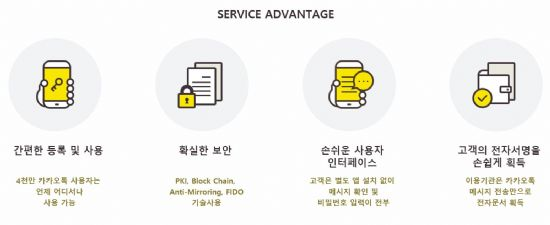 SERVICE ADVANTAGE
간편한 등록 및 사용
4천만 카카오톡 사용자는
언제 어디서나
사용 가능
확실한 보안
PKI, Block Chain,
Anti-Mirroring, FIDO
기술사용
손쉬운 사용자
인터페이스
고객은 별도 앱 설치 없이
메시지 확인 및
비밀번호 입력이 전부
고객의 전자서명을
손쉽게 획득
이용기관은 카카오톡
메시지 전송만으로
전자문서 획득